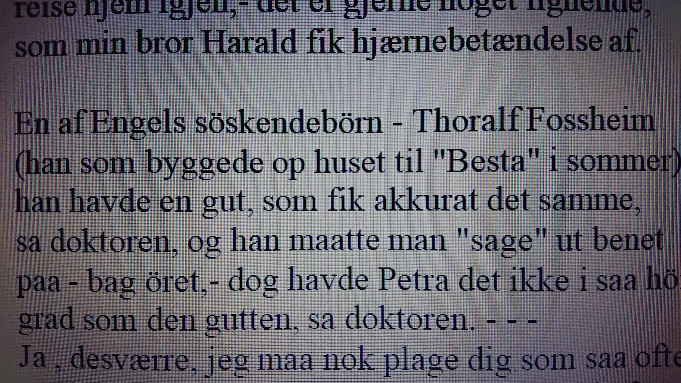 reise hjem igjen,- det er gjerne noget lignende,
som min bror Harald fik hjærnebetændelse af.
En af Engels söskendebörn - Thoralf Fossheim
(han som byggede op huset til "Besta" i sommer)
han havde en gut, som fik akkurat det samme,
sa doktoren, og han maatte man "sage" ut benet
paa - bag öret,- dog havde Petra det ikke i saa hö
grad som den gutten, sa doktoren. - - -
Ja , desværre, jeg maa nok plage dig som saa ofte